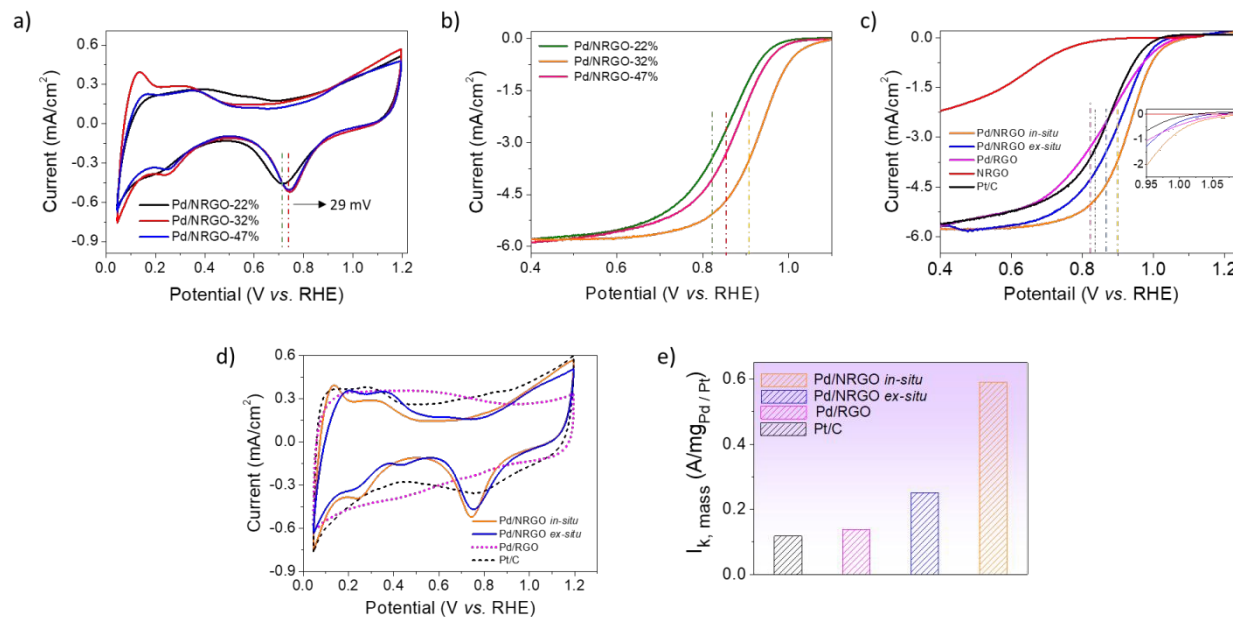 a)
0.6
0.3
0.0
-0.3
-0.6
-0.9
Current (mA/cm²)
Pd/NRGO-22%
Pd/NRGO-32%
Pd/NRGO-47%
29 mV
0.0 0.2 0.4 0.6 0.8 1.0 1.2
Potential (V vs. RHE)
b)
0.0
-1.5
-3.0
-4.5
-6.0
Current (mA/cm²)
Pd/NRGO-22%
Pd/NRGO-32%
Pd/NRGO-47%
0.4 0.6 0.8 1.0
Potential (V vs. RHE)
c)
0.0
-1.5
-3.0
-4.5
-6.0
Current (mA/cm²)
Pd/NRGO in-situ
Pd/NRGO ex-situ
Pd/RGO
NRGO
Pt/C
0
-1
-2
0.95 1.00 1.05
0.4 0.6 0.8 1.0 1.2
Potentail (V vs. RHE)
d)
0.6
0.3
0.0
-0.3
-0.6
-0.9
Current (mA/cm²)
Pd/NRGO in-situ
Pd/NRGO ex-situ
Pd/RGO
Pt/C
0.0 0.2 0.4 0.6 0.8 1.0 1.2
Potential (V vs. RHE)
e)
0.6
0.4
0.2
0.0
I k, mass (A/mg Pd / Pt)
Pd/NRGO in-situ
Pd/NRGO ex-situ
Pd/RGO
Pt/C